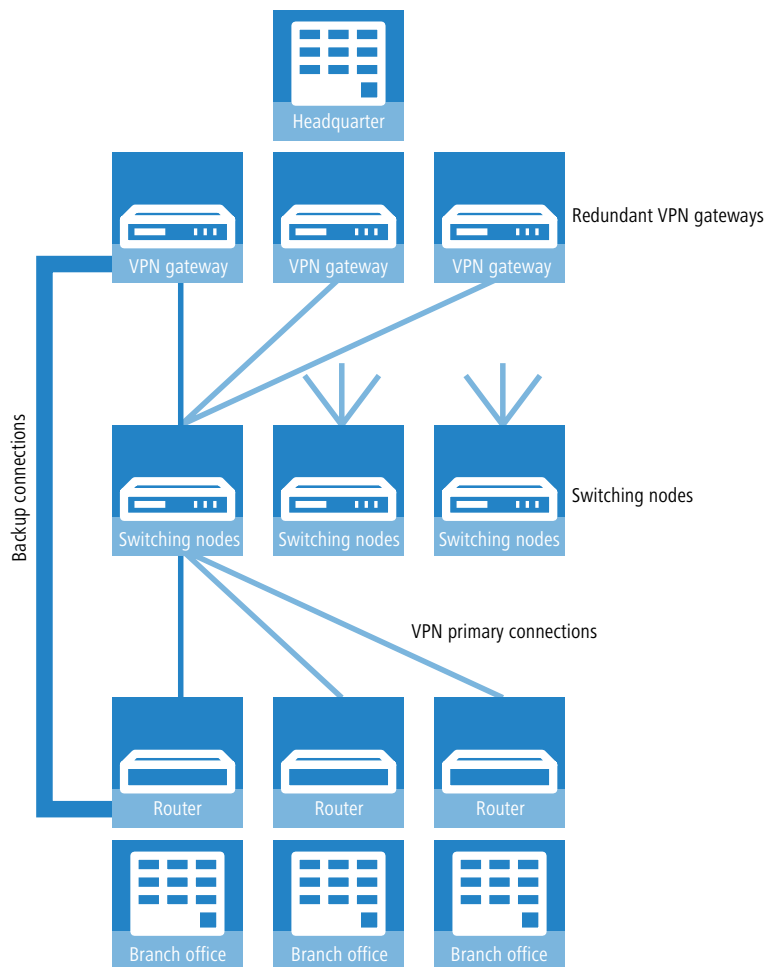 Headquarter
VPN gateway
VPN gateway
VPN gateway
Redundant VPN gateways
Backup connections
Switching nodes
Switching nodes
Switching nodes
Switching nodes
VPN primary connections
Router
Router
Router
Branch office
Branch office
Branch office